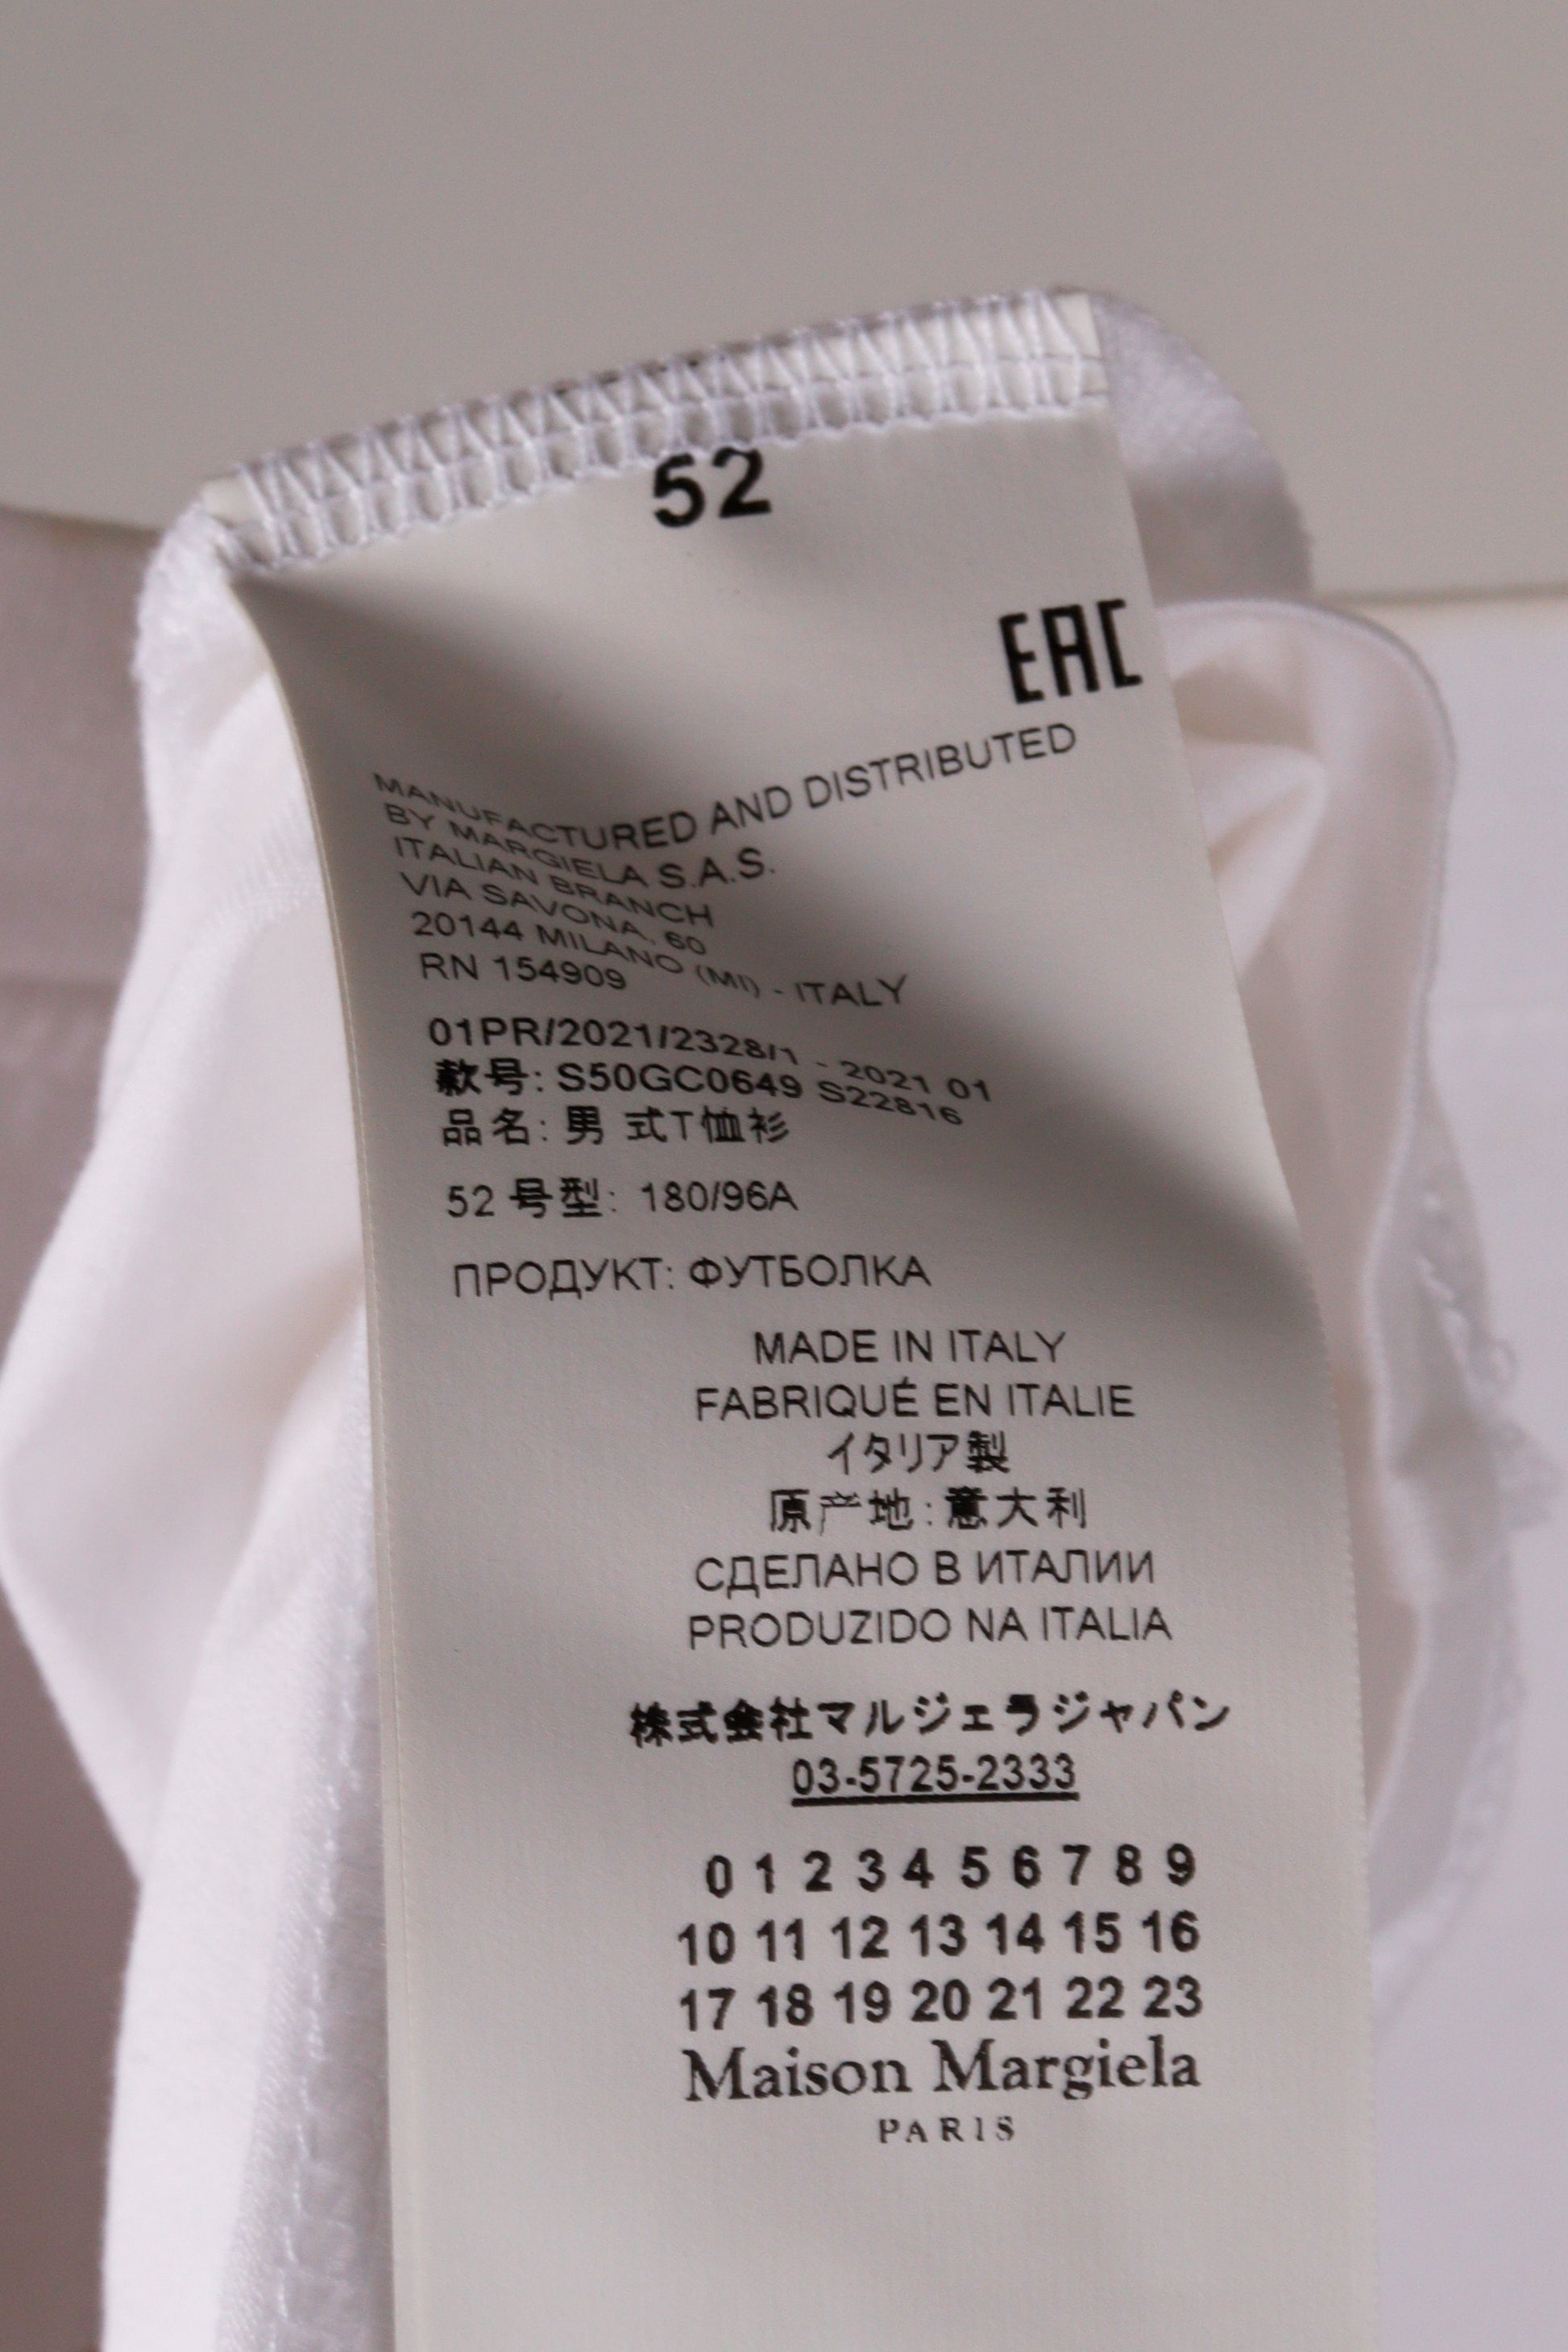 52
EAC
MANUFACTURED AND DISTRIBUTED
BY MARGIELA S.A.S.
ITALIAN BRANCH
VIA SAVONA, 60
20144 MILANO (MI) - ITALY
RN 154909
01PR/2021/2328/1 - 2021 01
款号: S50GC0649 S22816
品名: 男 式T恤衫
52 号型: 180/96A
ПРОДУКТ: ФУТБОЛКА
MADE IN ITALY
FABRIQUÉ EN ITALIE
イタリア製
原产地: 意大利
СДЕЛАНО В ИТАЛИИ
PRODUZIDO NA ITALIA
株式会社マルジェラジャパン
03-5725-2333
0 1 2 3 4 5 6 7 8 9
10 11 12 13 14 15 16
17 18 19 20 21 22 23
Maison Margiela
PARIS